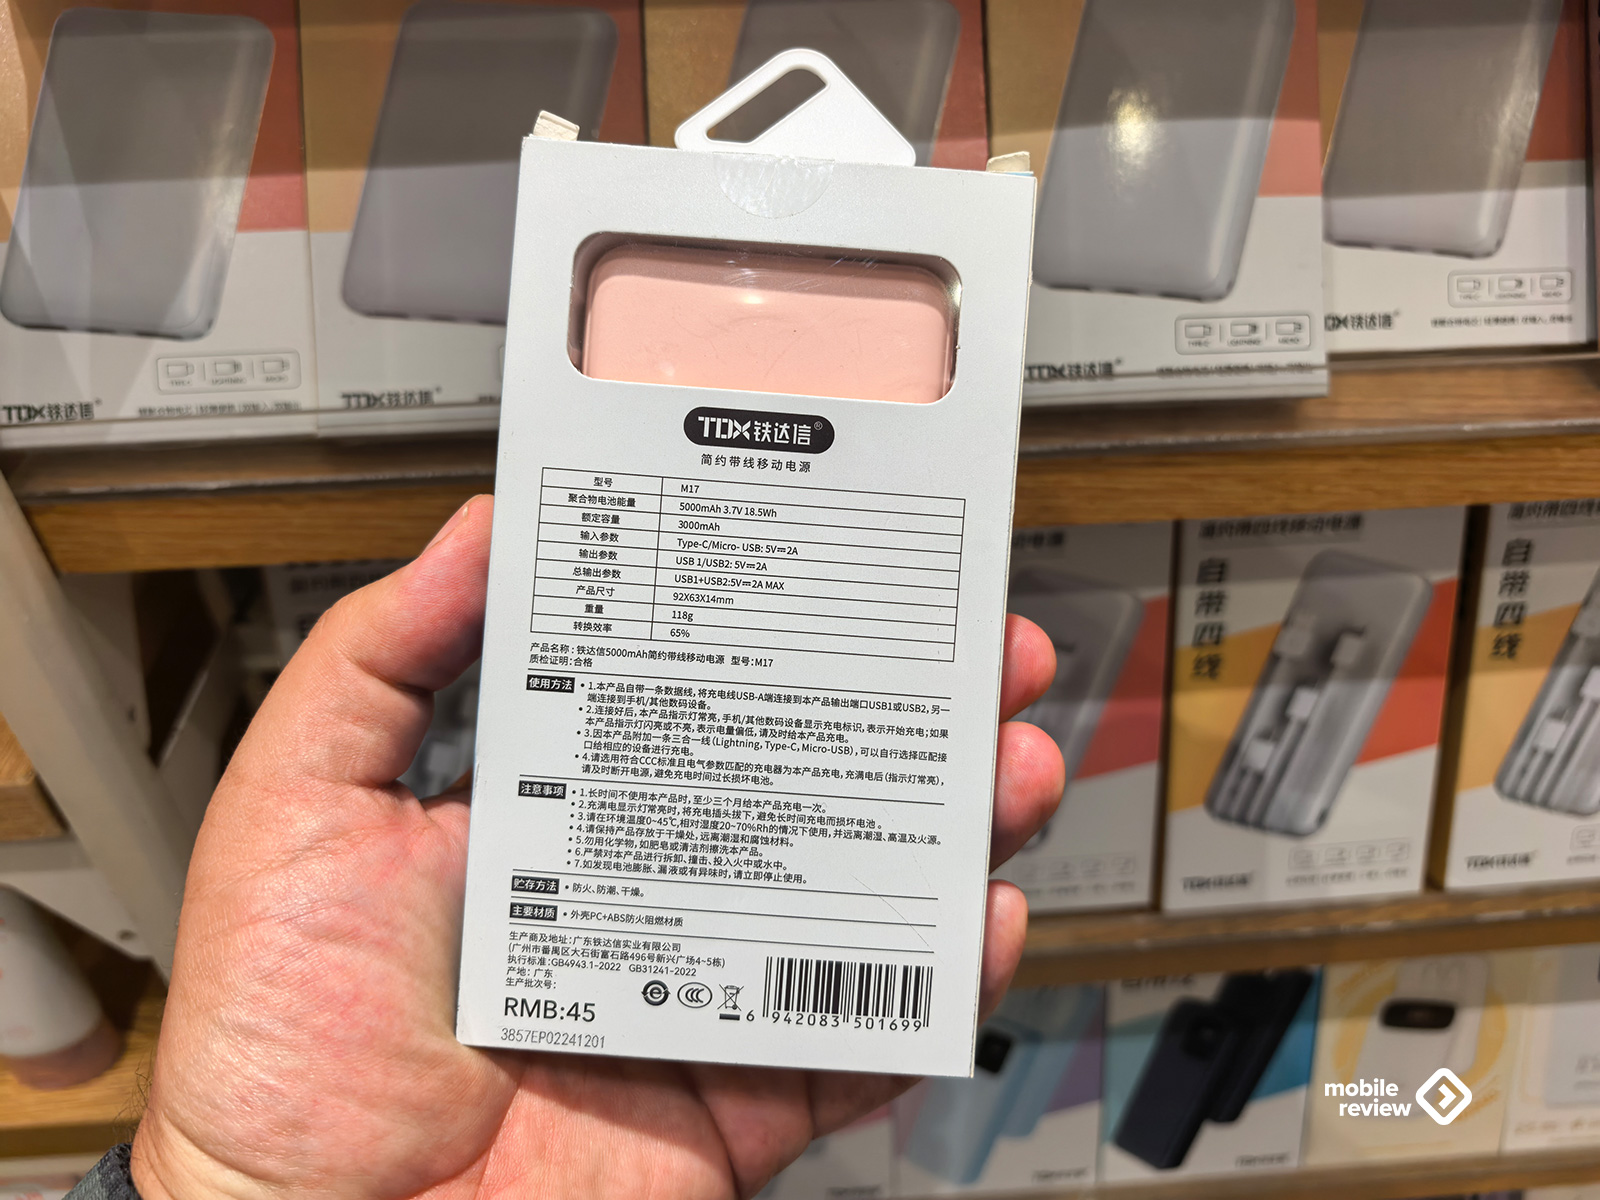 TDX铁达信®
简约带线移动电源
型号 M17
聚合物电池能量 5000mAh 3.7V 18.5Wh
额定容量 3000mAh
输入参数 Type-C/Micro- USB: 5V⎓2A
输出参数 USB 1/USB2: 5V⎓2A
总输出参数 USB1+USB2:5V⎓2A MAX
产品尺寸 92X63X14mm
重量 118g
转换效率 65%
产品名称：铁达信5000mAh简约带线移动电源 型号:M17
质检证明:合格
使用方法 • 1.本产品自带一条数据线,将充电线USB-A端连接到本产品输出端口USB1或USB2,另一
端连接到手机/其他数码设备。
• 2.连接好后,本产品指示灯常亮,手机/其他数码设备显示充电标识,表示开始充电;如果
本产品指示灯闪亮或不亮,表示电量偏低,请及时给本产品充电。
• 3.因本产品附加一条三合一线(Lightning,Type-C,Micro-USB),可以自行选择匹配接
口给相应的设备进行充电。
• 4.请选用符合CCC标准且电气参数匹配的充电器为本产品充电,充满电后(指示灯常亮),
请及时断开电源,避免充电时间过长损坏电池。
注意事项 • 1.长时间不使用本产品时,至少三个月给本产品充电一次。
• 2.充满电显示灯常亮时,将充电插头拔下,避免长时间充电而损坏电池。
• 3.请在环境温度0~45℃,相对湿度20~70%Rh的情况下使用,并远离潮湿、高温及火源。
• 4.请保持产品存放于干燥处,远离潮湿和腐蚀材料。
• 5.勿用化学物,如肥皂或清洁剂擦洗本产品。
• 6.严禁对本产品进行拆卸、撞击、投入火中或水中。
• 7.如发现电池膨胀、漏液或有异味时,请立即停止使用。
贮存方法 • 防火、防潮、干燥。
主要材质 • 外壳PC+ABS防火阻燃材质
生产商及地址:广东铁达信实业有限公司
(广州市番禺区大石街富石路496号新兴广场4~5栋)
执行标准:GB4943.1-2022 GB31241-2022
产地:广东
生产批次号:
RMB:45
3857EP02241201
6 942083 501699
TDX铁达信
TDX铁达信
TDX铁达信
TDX铁达信
自带四线
自带四线
mobile
review